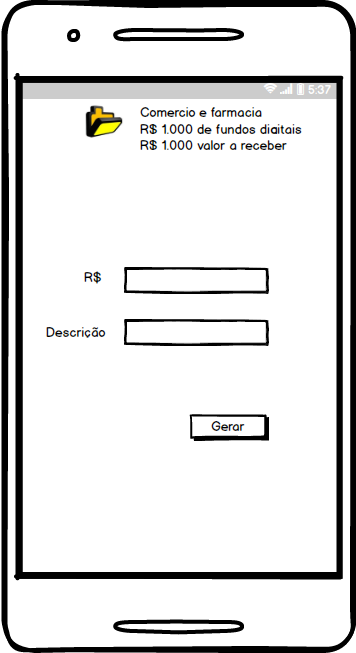 5:37
Comercio e farmacia
R$ 1.000 de fundos digitais
R$ 1.000 valor a receber
R$
Descrição
Gerar